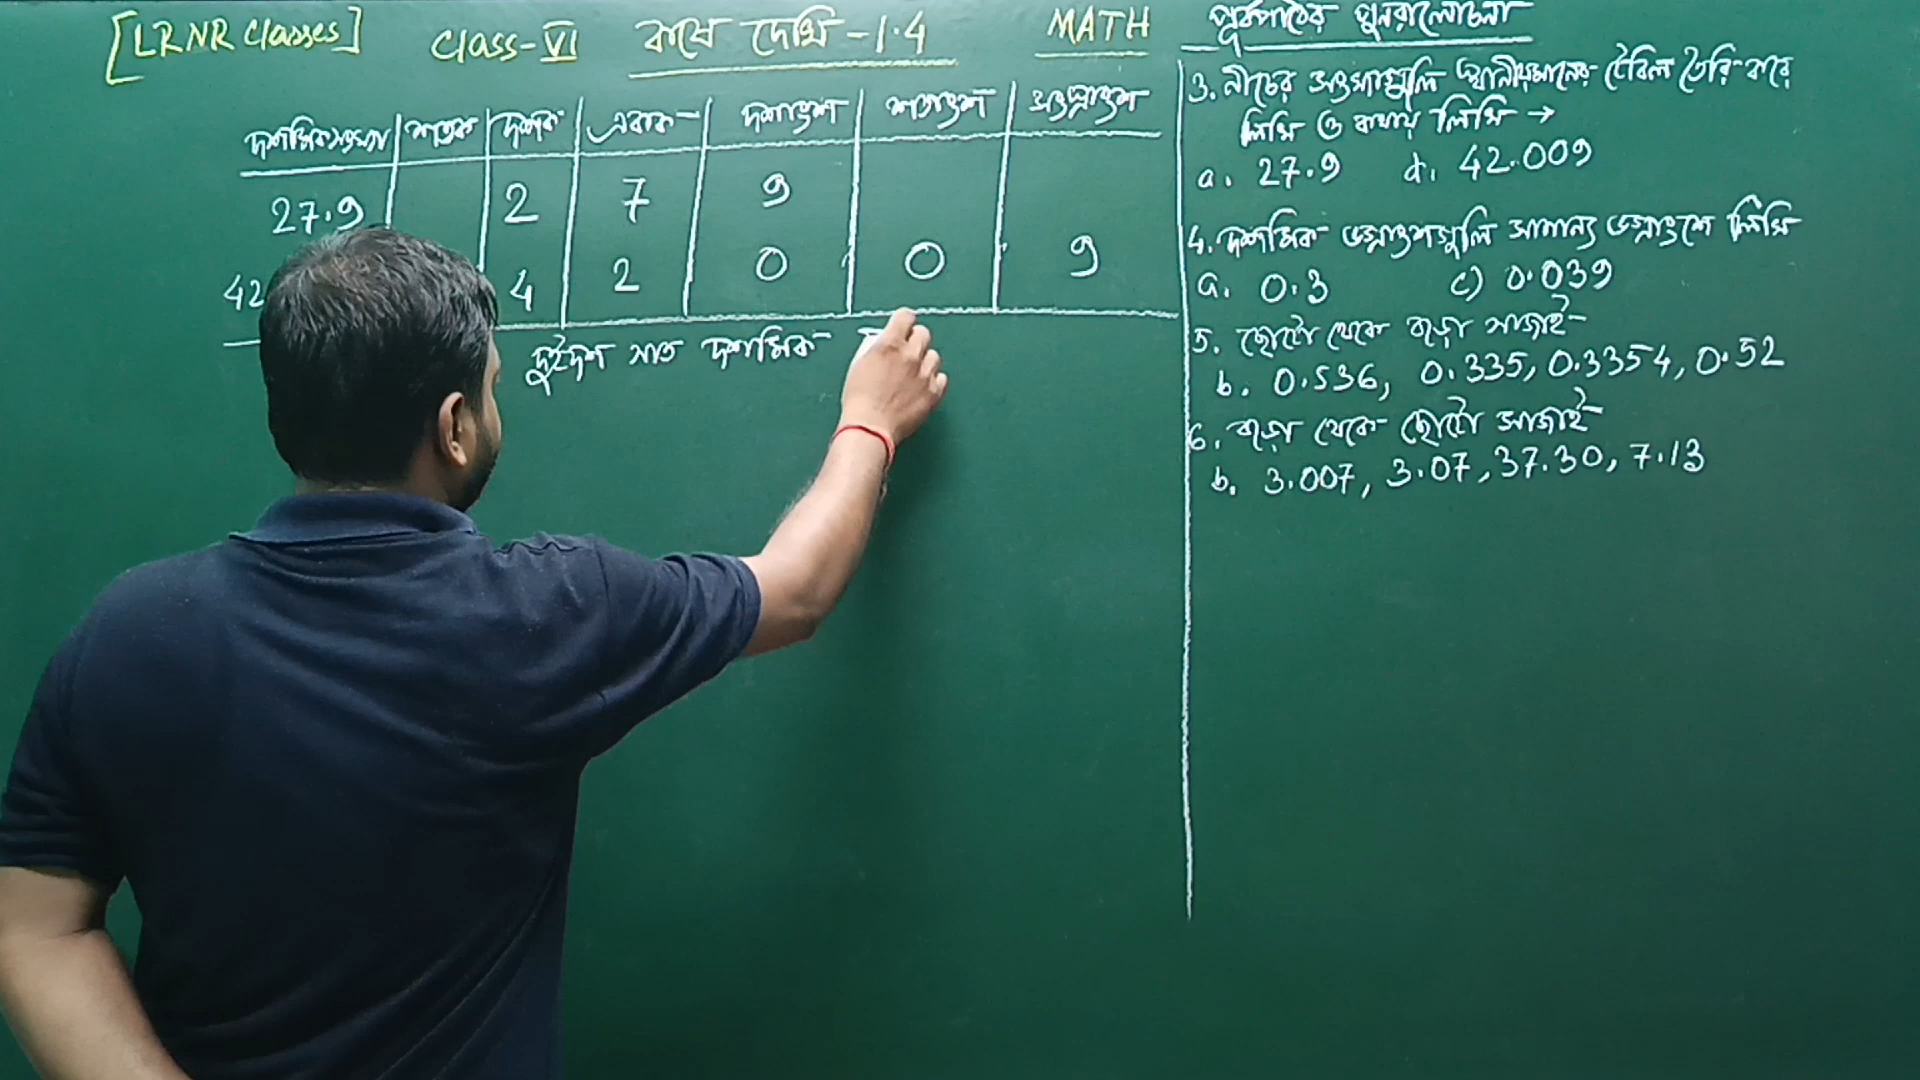 [LRNR Classes] Class-VI কষে দেখি -1.4 MATH
দশমিক সংখ্যা শতক দশক একক দশাংশ শতাংশ সহস্রাংশ
27.9 2 7 9
42 4 2 0 0 9
দুইদশ সাত দশমিক
পূর্বপাঠের পুনরালোচনা
3. নীচের সংখ্যাগুলি স্থানীয়মানের টেবিল তৈরি করে
লিখি ও কথায় লিখি →
a. 27.9 d. 42.009
4. দশমিক ভগ্নাংশগুলি সামান্য ভগ্নাংশে লিখি
a. 0.3 c) 0.039
5. ছোটো থেকে বড়ো সাজাই-
b. 0.536, 0.335, 0.3354, 0.52
6. বড়ো থেকে ছোটো সাজাই-
b. 3.007, 3.07, 37.30, 7.13